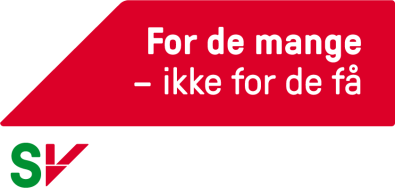 For de mange
– ikke for de få
SV